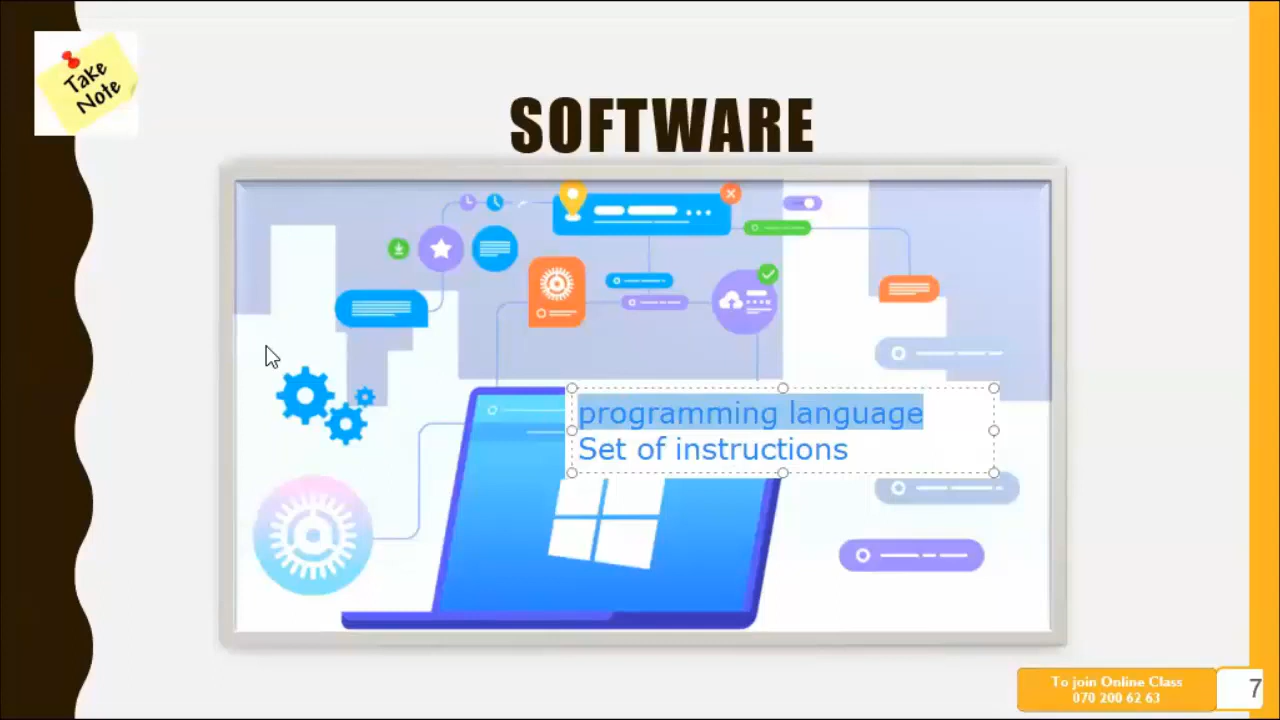 Take
Note
SOFTWARE
programming language
Set of instructions
To join Online Class
070 200 62 63
7